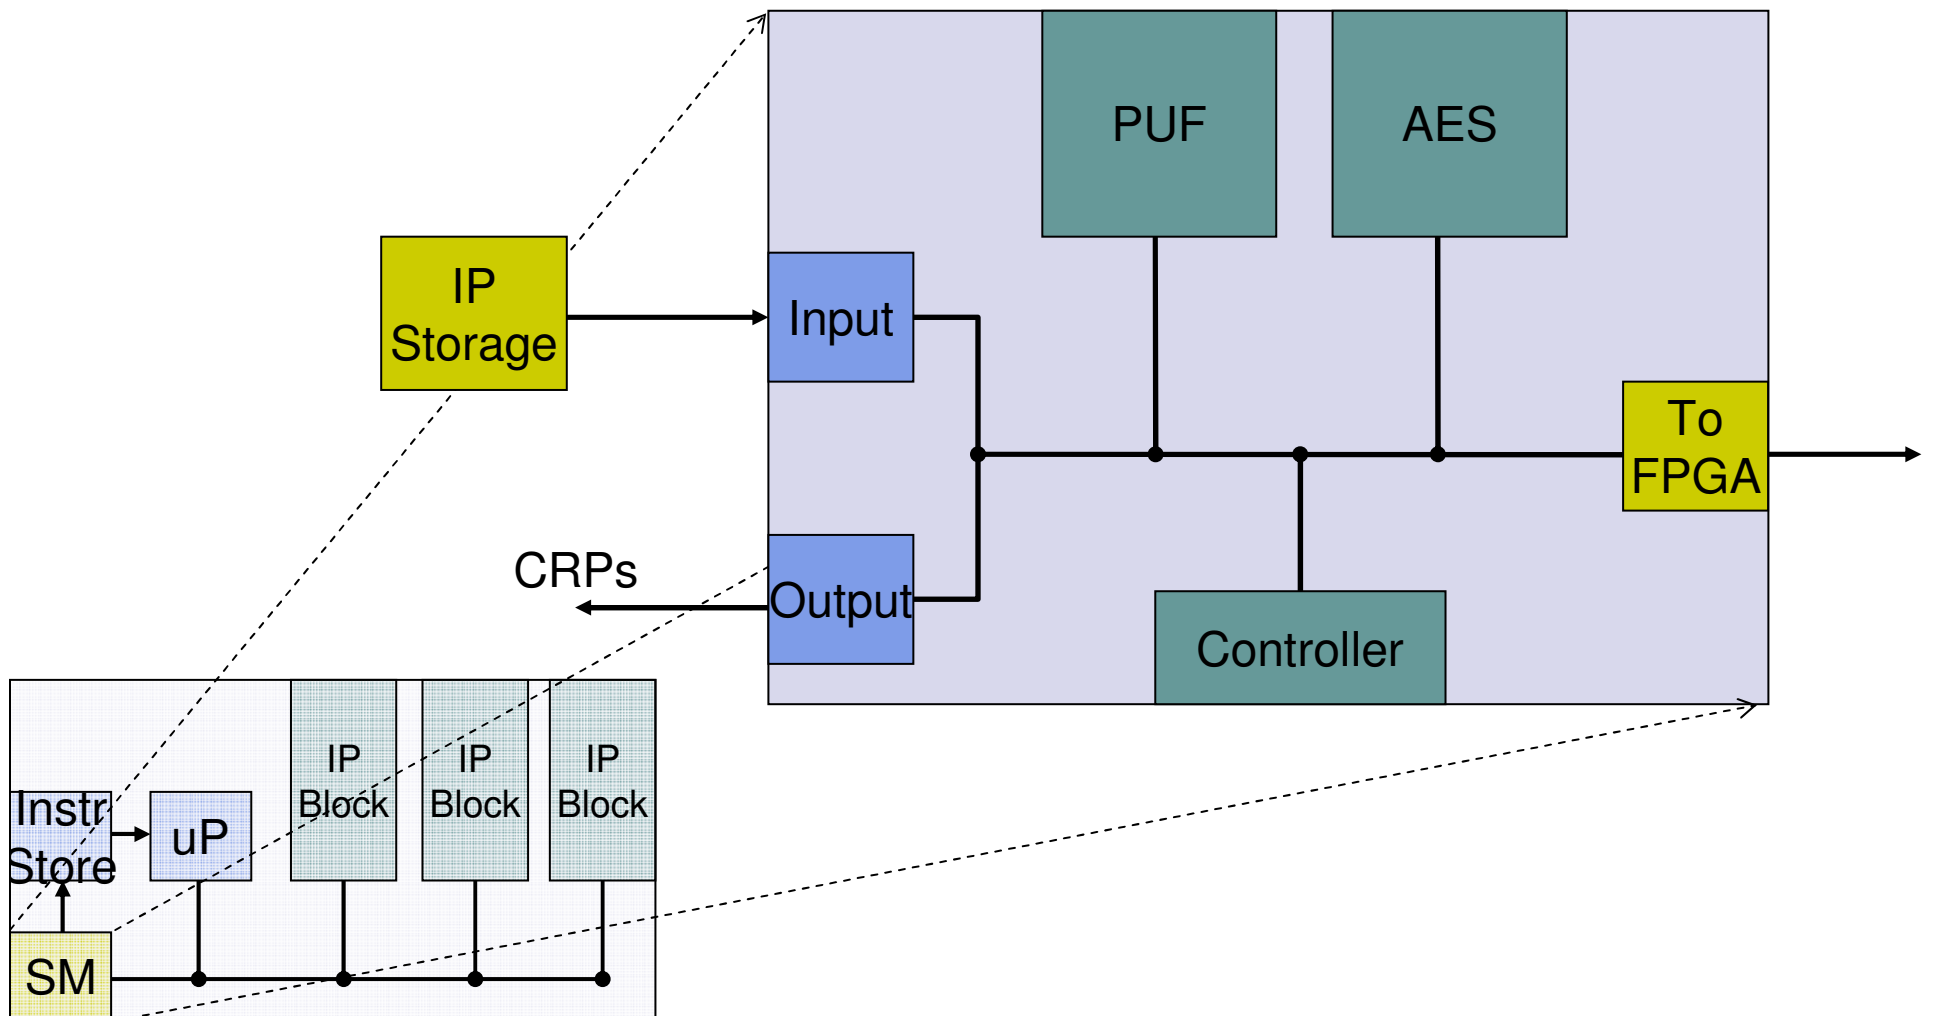 PUF
AES
IP
Storage
Input
To
FPGA
CRPs
Output
Controller
IP
Block
IP
Block
IP
Block
Instr
Store
uP
SM